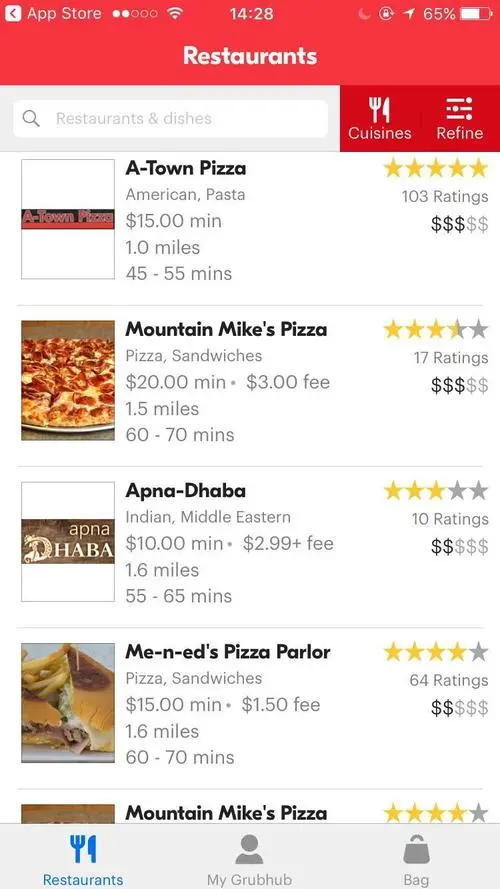 App Store
14:28
65%
Restaurants
Restaurants & dishes
Cuisines
Refine
A-Town Pizza
A-Town Pizza
American, Pasta
$15.00 min
1.0 miles
45 - 55 mins
103 Ratings
$$$$$
Mountain Mike's Pizza
Pizza, Sandwiches
$20.00 min • $3.00 fee
1.5 miles
60 - 70 mins
17 Ratings
$$$$$
apna
DHABA
Apna-Dhaba
Indian, Middle Eastern
$10.00 min • $2.99+ fee
1.6 miles
55 - 65 mins
10 Ratings
$$$$$
Me-n-ed's Pizza Parlor
Pizza, Sandwiches
$15.00 min • $1.50 fee
1.6 miles
60 - 70 mins
64 Ratings
$$$$$
Mountain Mike's Pizza
Restaurants
My Grubhub
Bag